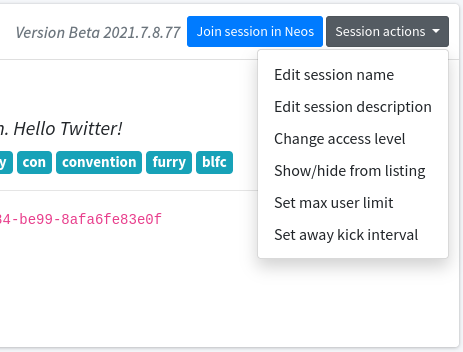 Version Beta 2021.7.8.77 Join session in Neos Session actions
Edit session name
Edit session description
. Hello Twitter!
Change access level
con convention furry blfc
Show/hide from listing
Set max user limit
4-be99-8afa6fe83e0f
Set away kick interval